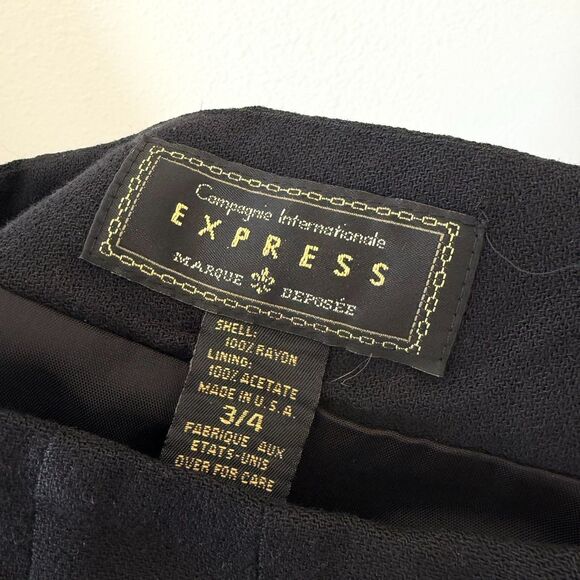 Compagnie Internationale
EXPRESS
MARQUE DEPOSÉE
SHELL:
100% RAYON
LINING:
100% ACETATE
MADE IN U.S.A.
3/4
FABRIQUE AUX
ETATS-UNIS
OVER FOR CARE